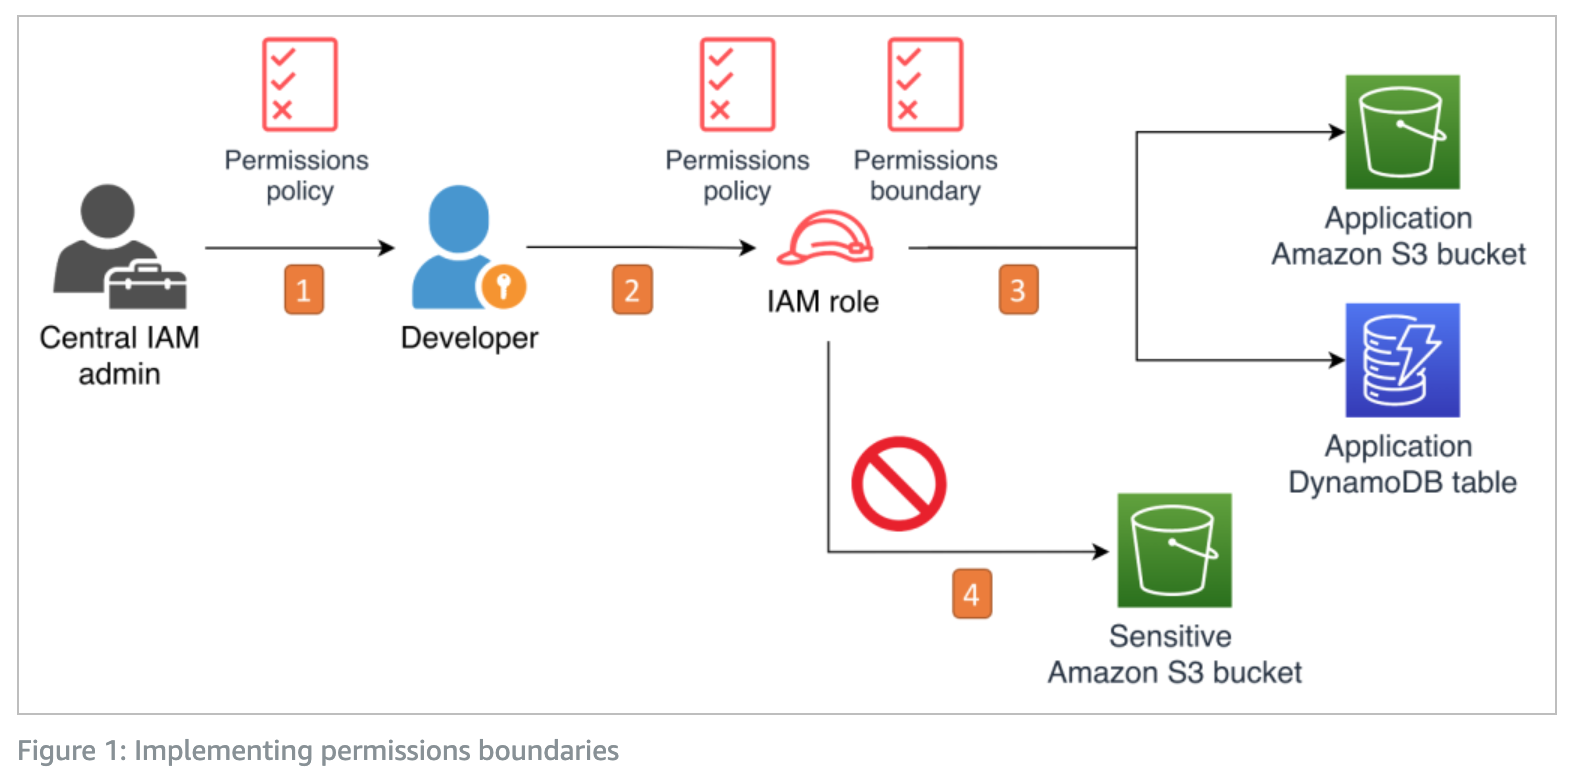 Permissions
policy
Permissions
policy
Permissions
boundary
1
2
3
4
Central IAM
admin
Developer
IAM role
Application
Amazon S3 bucket
Application
DynamoDB table
Sensitive
Amazon S3 bucket
Figure 1: Implementing permissions boundaries